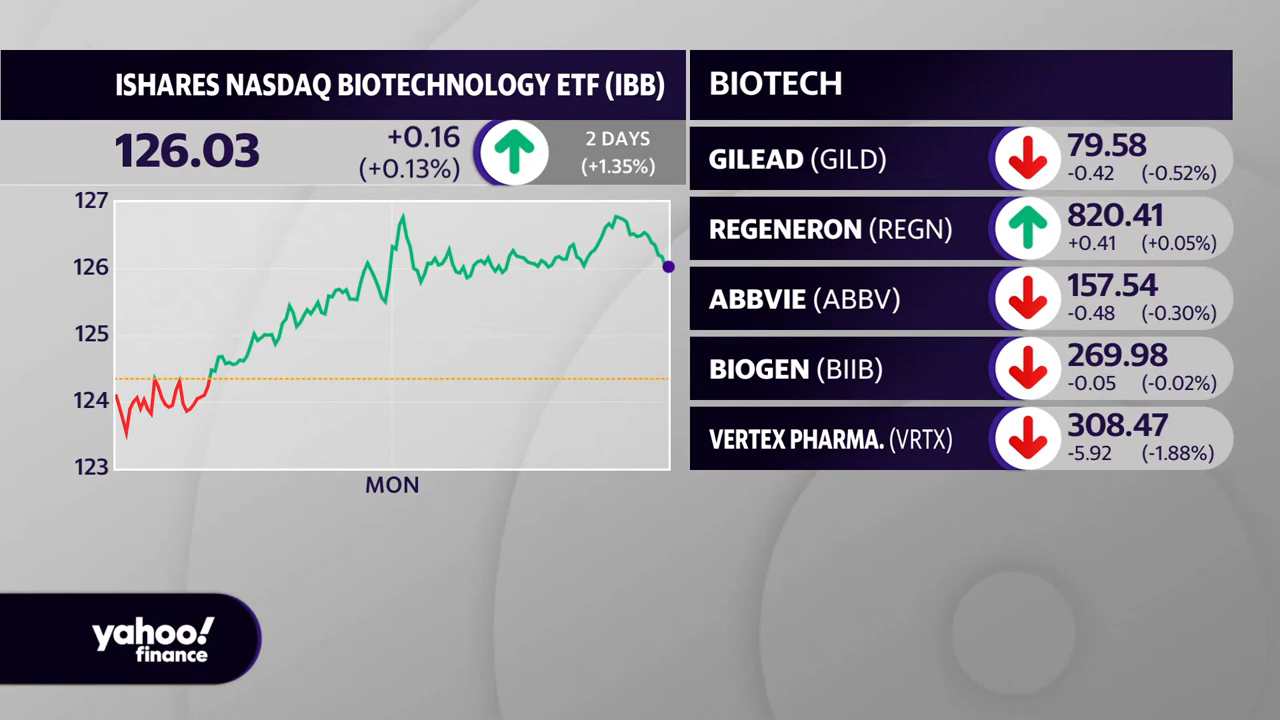 ISHARES NASDAQ BIOTECHNOLOGY ETF (IBB)
126.03
+0.16
(+0.13%)
2 DAYS
(+1.35%)
127
126
125
124
123
MON
BIOTECH
GILEAD (GILD)
79.58
-0.42 (-0.52%)
REGENERON (REGN)
820.41
+0.41 (+0.05%)
ABBVIE (ABBV)
157.54
-0.48 (-0.30%)
BIOGEN (BIIB)
269.98
-0.05 (-0.02%)
VERTEX PHARMA. (VRTX)
308.47
-5.92 (-1.88%)
yahoo!
finance